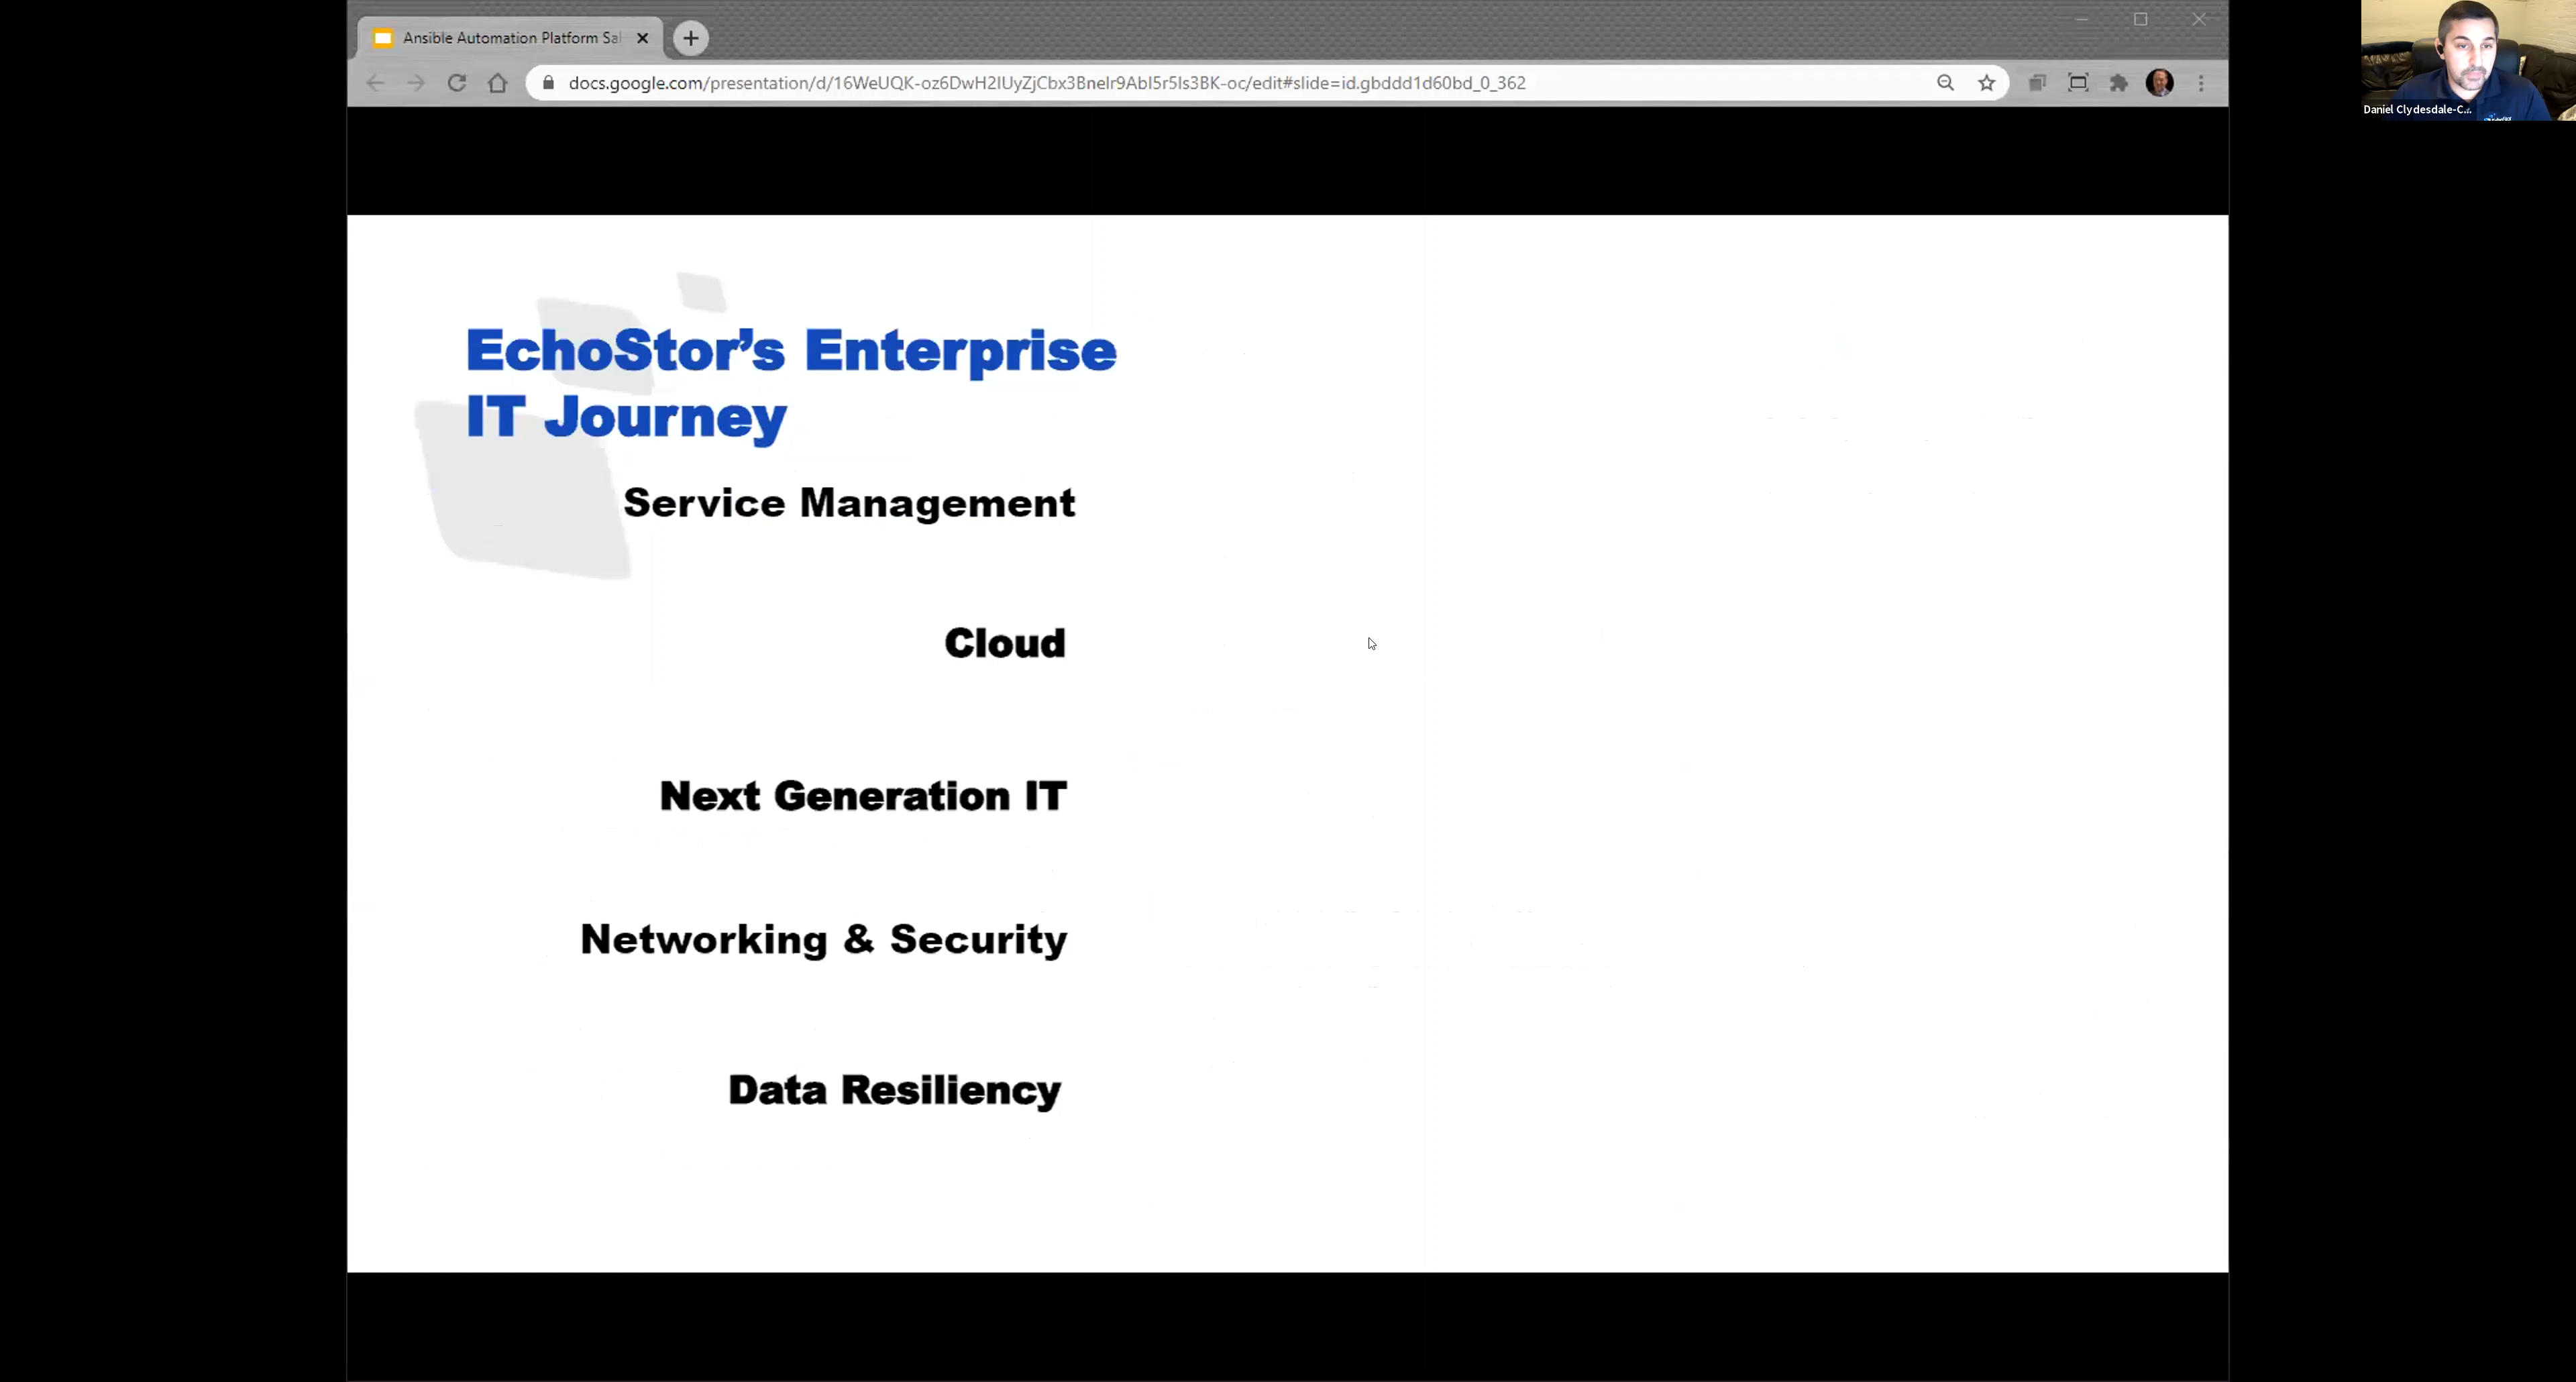 Ansible Automation Platform Sal
docs.google.com/presentation/d/16WeUQK-oz6DwH2IUyZjCbx3BneIr9AbI5r5Is3BK-oc/edit#slide=id.gbddd1d60bd_0_362
Daniel Clydesdale-C...
EchoStor’s Enterprise
IT Journey
Service Management
Cloud
Next Generation IT
Networking & Security
Data Resiliency